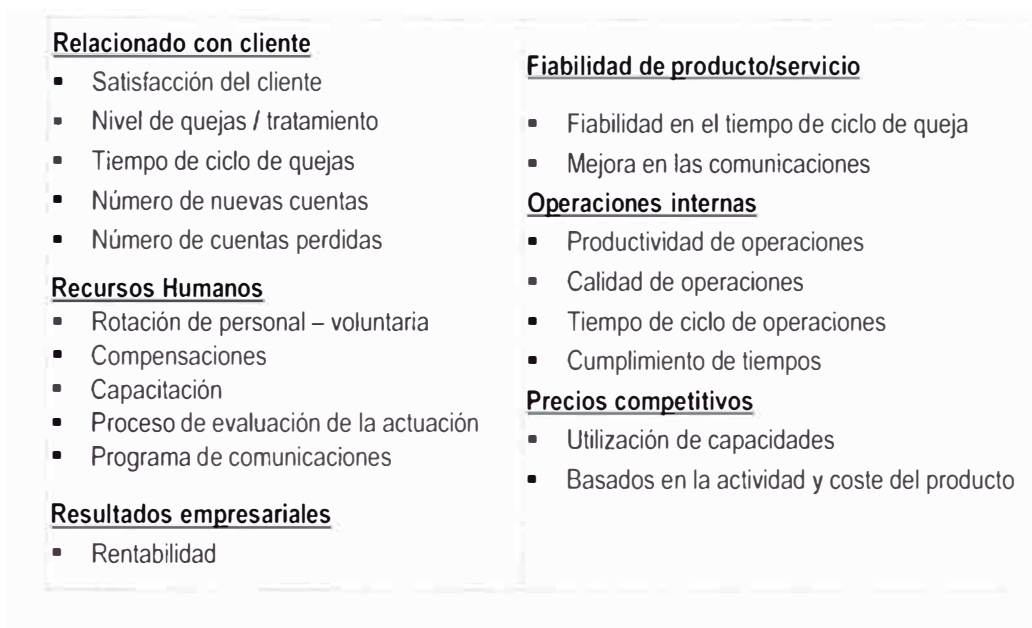 Relacionado con cliente
▪ Satisfacción del cliente
▪ Nivel de quejas / tratamiento
▪ Tiempo de ciclo de quejas
▪ Número de nuevas cuentas
▪ Número de cuentas perdidas
Recursos Humanos
▪ Rotación de personal – voluntaria
▪ Compensaciones
▪ Capacitación
▪ Proceso de evaluación de la actuación
▪ Programa de comunicaciones
Resultados empresariales
▪ Rentabilidad
Fiabilidad de producto/servicio
▪ Fiabilidad en el tiempo de ciclo de queja
▪ Mejora en las comunicaciones
Operaciones internas
▪ Productividad de operaciones
▪ Calidad de operaciones
▪ Tiempo de ciclo de operaciones
▪ Cumplimiento de tiempos
Precios competitivos
▪ Utilización de capacidades
▪ Basados en la actividad y coste del producto